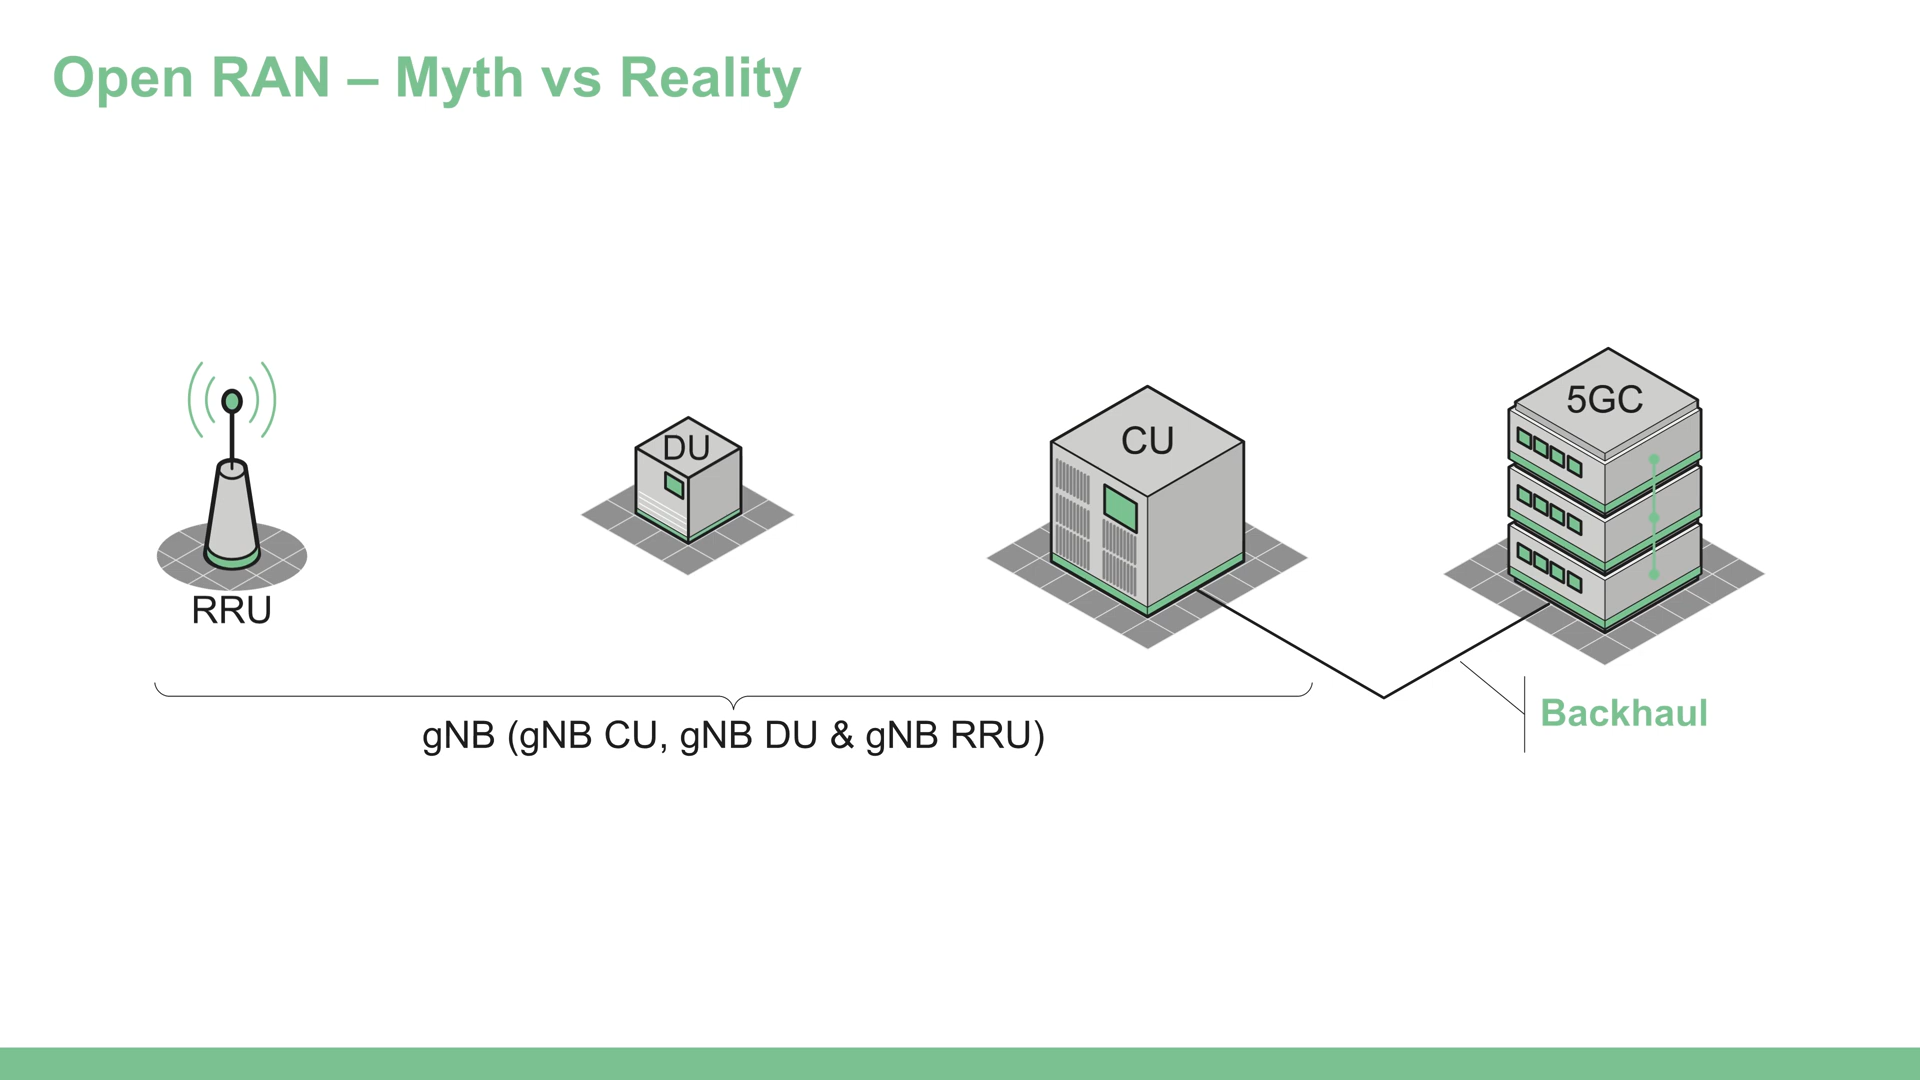 Open RAN – Myth vs Reality
5GC
CU
DU
RRU
Backhaul
gNB (gNB CU, gNB DU & gNB RRU)